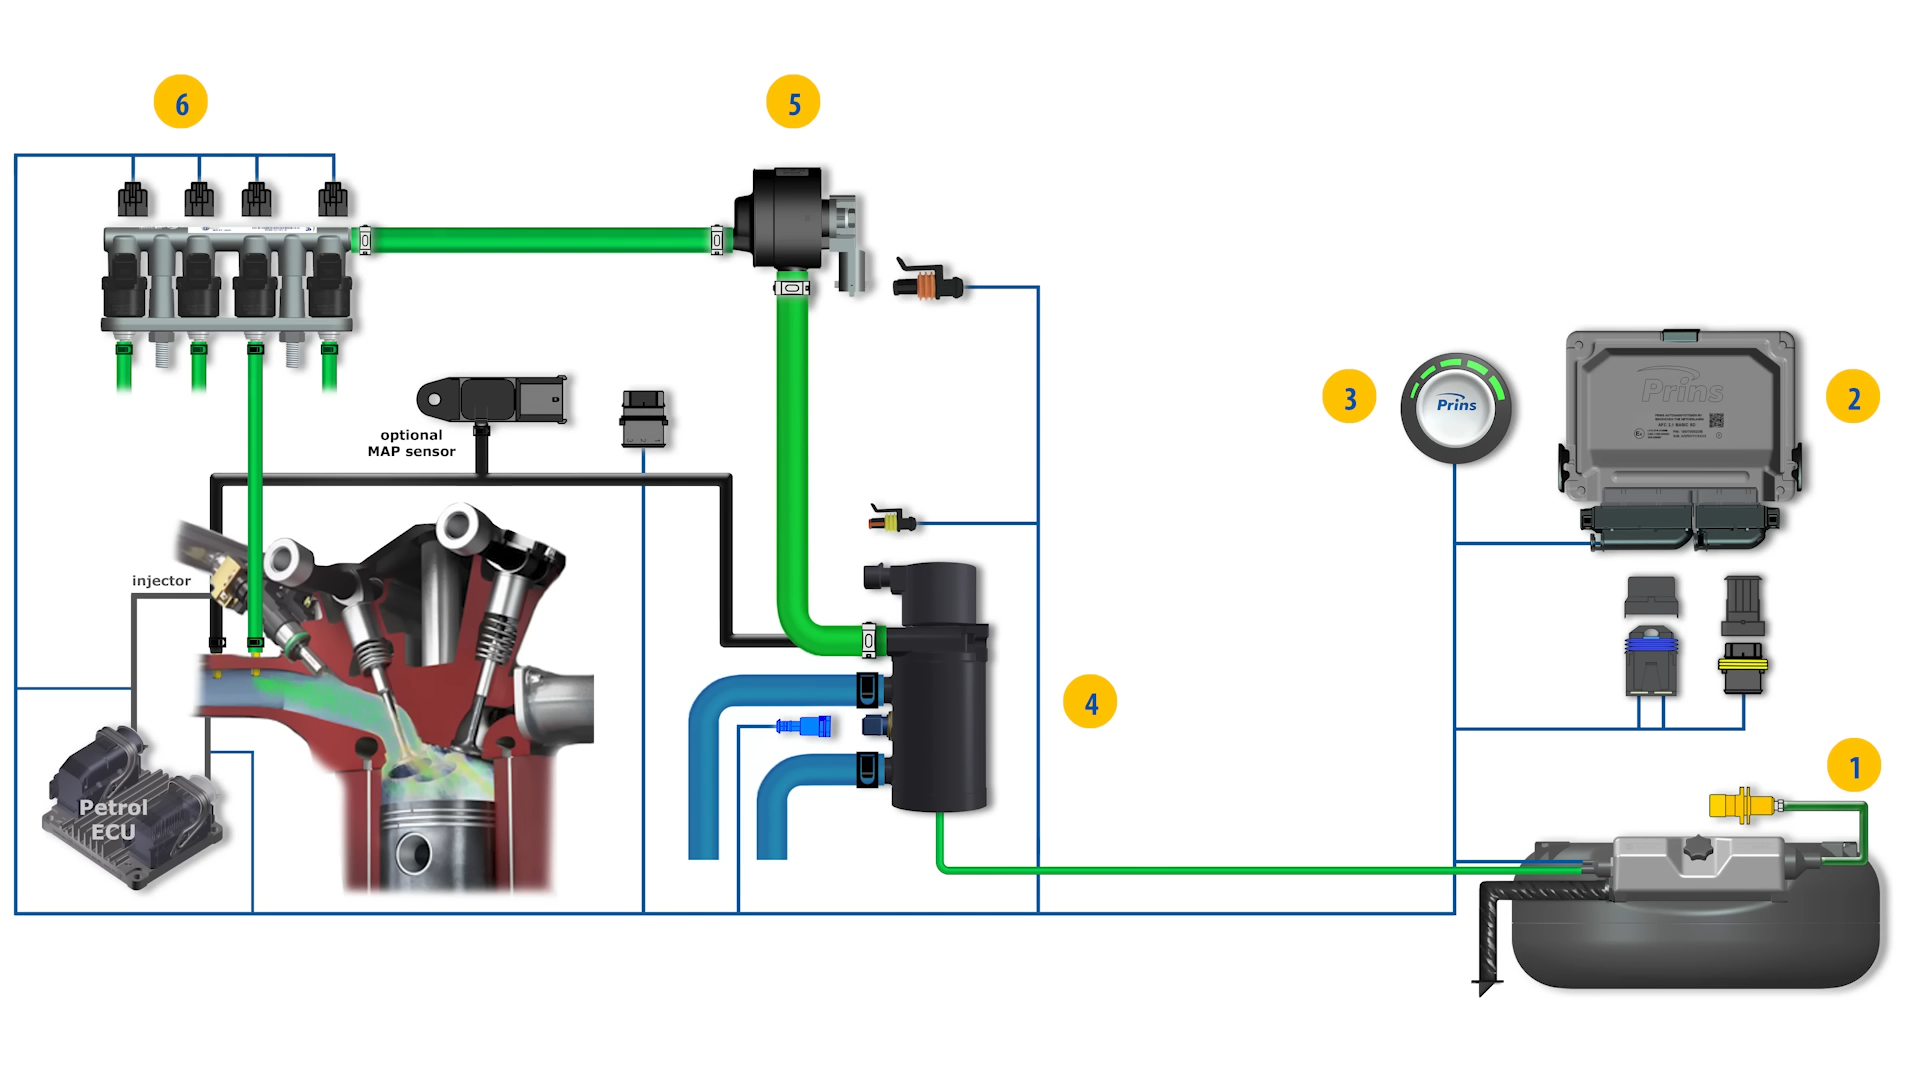 6
5
optional
MAP sensor
injector
Petrol
ECU
3
Prins
Prins
2
4
1